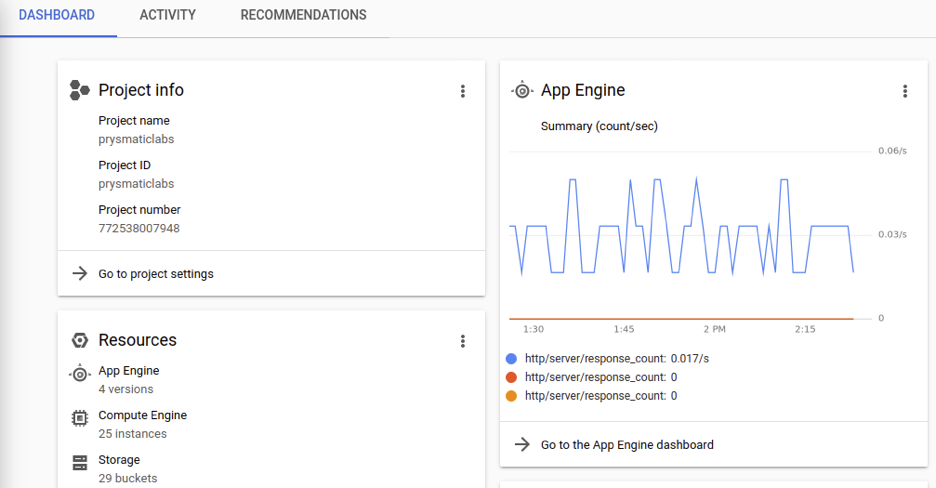 DASHBOARD ACTIVITY RECOMMENDATIONS
Project info
Project name
prysmaticlabs
Project ID
prysmaticlabs
Project number
772538007948
Go to project settings
Resources
App Engine
4 versions
Compute Engine
25 instances
Storage
29 buckets
App Engine
Summary (count/sec)
0.06/s
0.03/s
0
1:30 1:45 2 PM 2:15
http/server/response_count: 0.017/s
http/server/response_count: 0
http/server/response_count: 0
Go to the App Engine dashboard